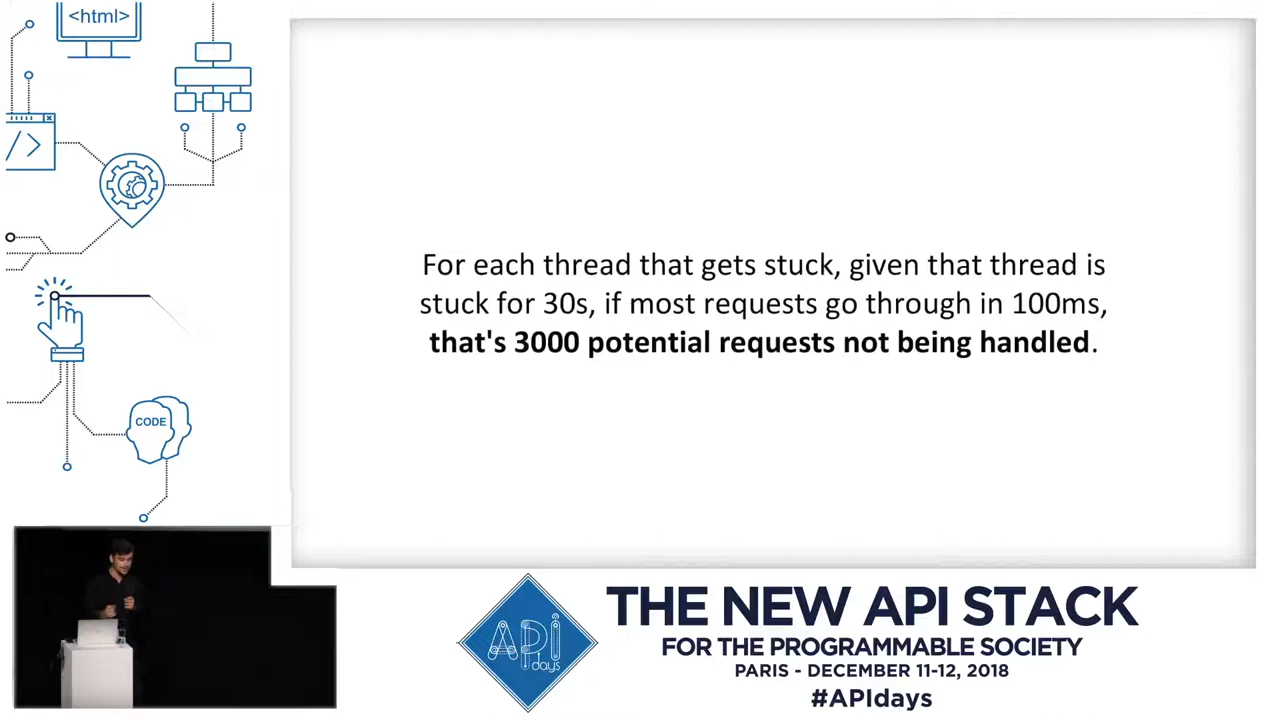 <html>
</>
CODE
For each thread that gets stuck, given that thread is
stuck for 30s, if most requests go through in 100ms,
that's 3000 potential requests not being handled.
API
days
THE NEW API STACK
FOR THE PROGRAMMABLE SOCIETY
PARIS - DECEMBER 11-12, 2018
#APIdays